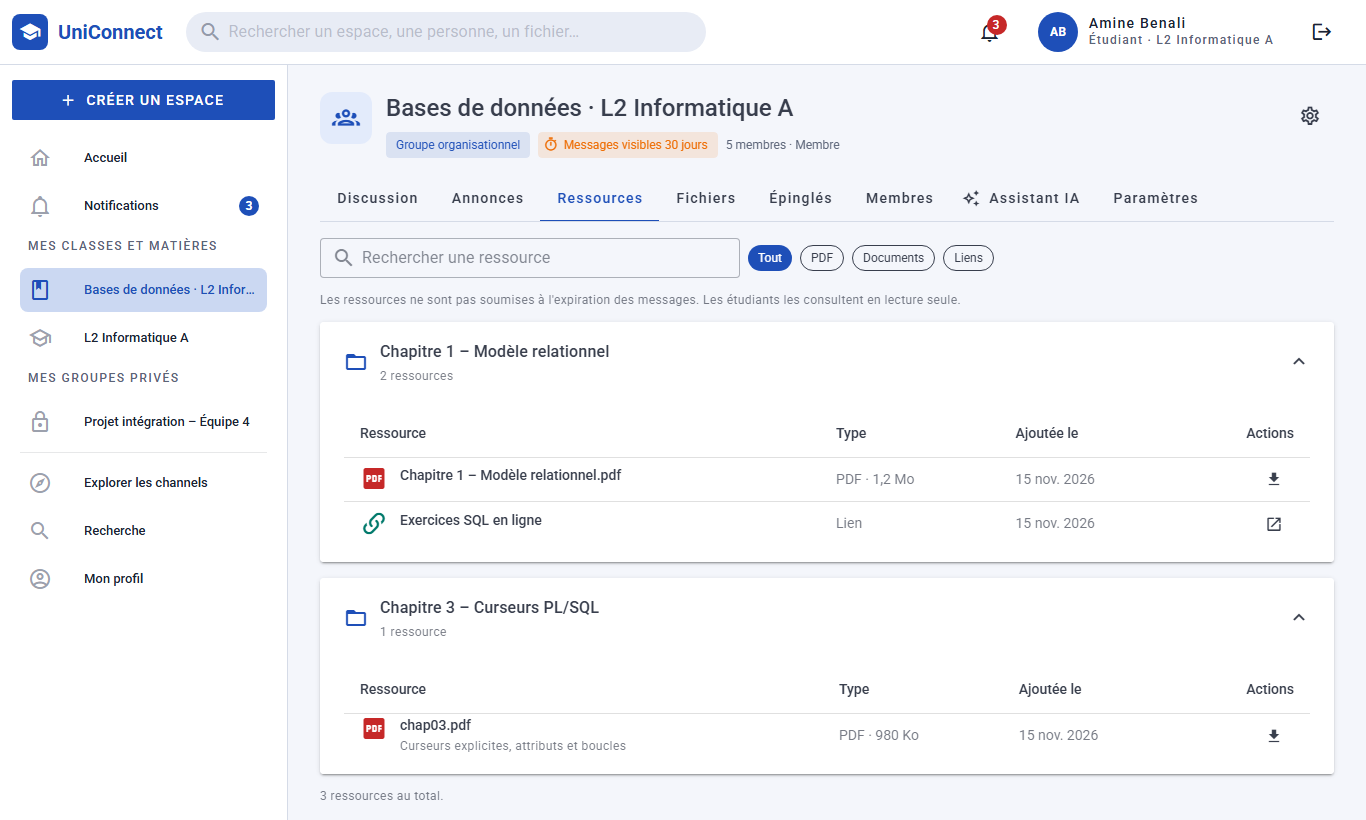 UniConnect
Rechercher un espace, une personne, un fichier…
3
AB
Amine Benali
Étudiant · L2 Informatique A
CRÉER UN ESPACE
Accueil
Notifications
3
MES CLASSES ET MATIÈRES
Bases de données · L2 Infor…
L2 Informatique A
MES GROUPES PRIVÉS
Projet intégration – Équipe 4
Explorer les channels
Recherche
Mon profil
Bases de données · L2 Informatique A
Groupe organisationnel
Messages visibles 30 jours
5 membres · Membre
Discussion
Annonces
Ressources
Fichiers
Épinglés
Membres
Assistant IA
Paramètres
Rechercher une ressource
Tout
PDF
Documents
Liens
Les ressources ne sont pas soumises à l'expiration des messages. Les étudiants les consultent en lecture seule.
Chapitre 1 – Modèle relationnel
2 ressources
Ressource Type Ajoutée le Actions
PDF Chapitre 1 – Modèle relationnel.pdf PDF · 1,2 Mo 15 nov. 2026
Exercices SQL en ligne Lien 15 nov. 2026
Chapitre 3 – Curseurs PL/SQL
1 ressource
Ressource Type Ajoutée le Actions
PDF chap03.pdf PDF · 980 Ko 15 nov. 2026
Curseurs explicites, attributs et boucles
3 ressources au total.